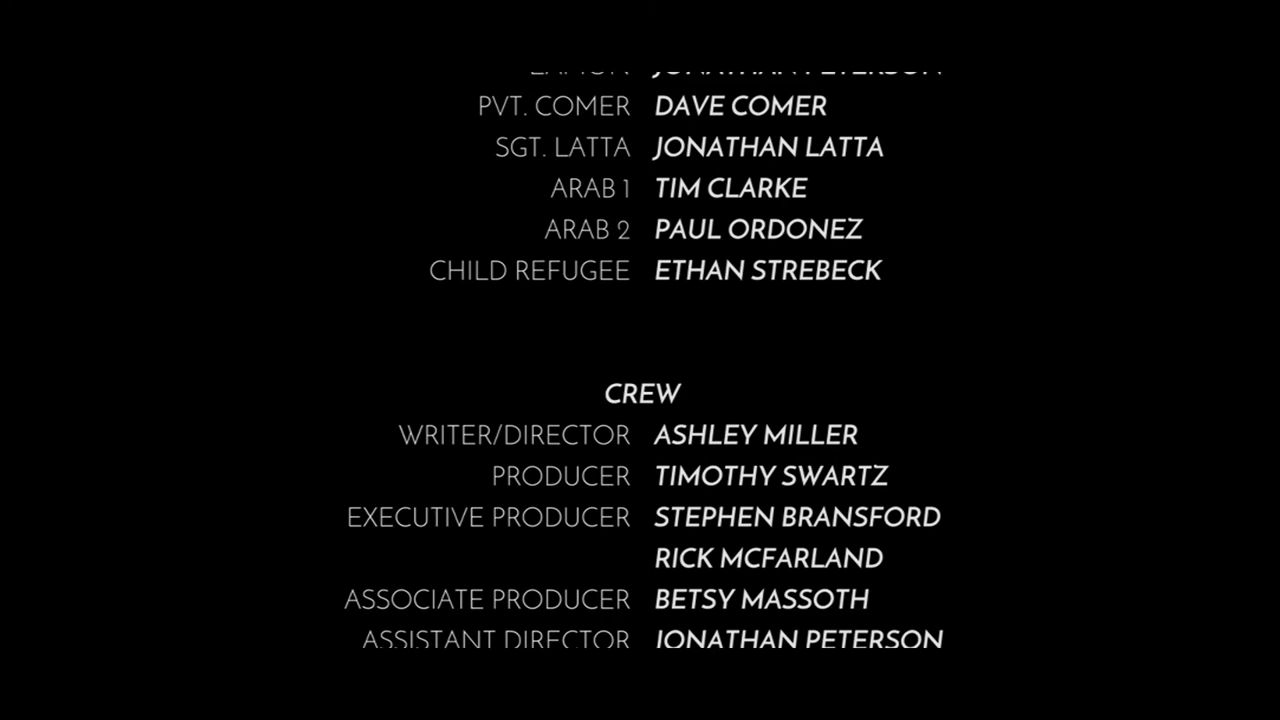 JONATHAN PETERSON
PVT. COMER DAVE COMER
SGT. LATTA JONATHAN LATTA
ARAB 1 TIM CLARKE
ARAB 2 PAUL ORDONEZ
CHILD REFUGEE ETHAN STREBECK
CREW
WRITER/DIRECTOR ASHLEY MILLER
PRODUCER TIMOTHY SWARTZ
EXECUTIVE PRODUCER STEPHEN BRANSFORD
RICK MCFARLAND
ASSOCIATE PRODUCER BETSY MASSOTH
ASSISTANT DIRECTOR JONATHAN PETERSON